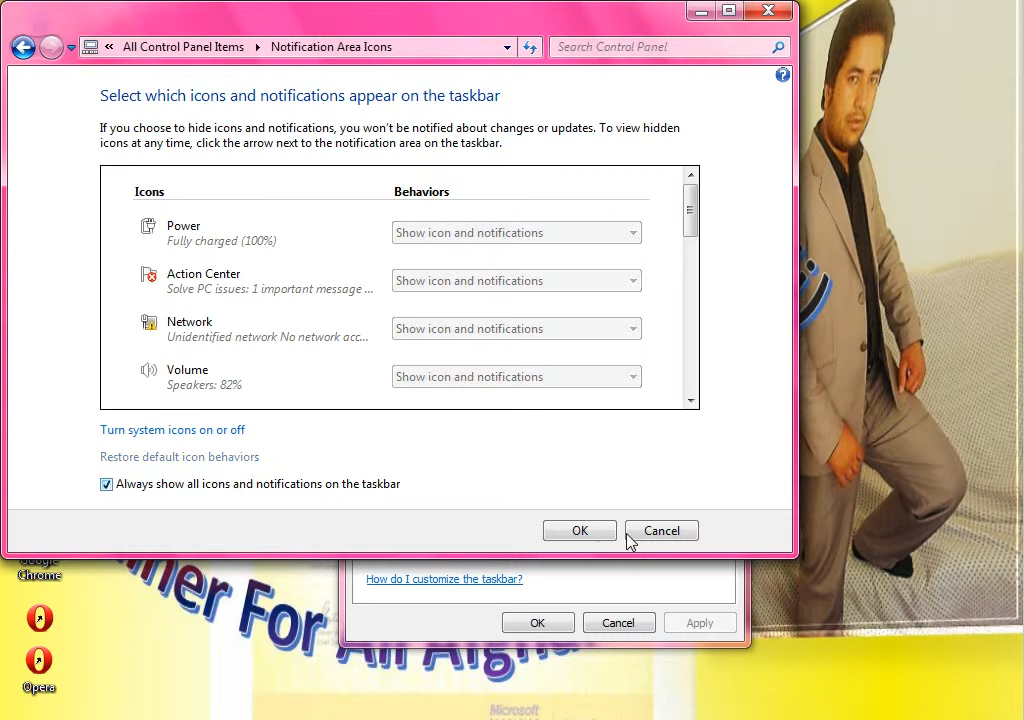 « All Control Panel Items Notification Area Icons
Search Control Panel
Select which icons and notifications appear on the taskbar
If you choose to hide icons and notifications, you won't be notified about changes or updates. To view hidden
icons at any time, click the arrow next to the notification area on the taskbar.
Icons Behaviors
Power
Fully charged (100%)
Show icon and notifications
Action Center
Solve PC issues: 1 important message ...
Show icon and notifications
Network
Unidentified network No network acc...
Show icon and notifications
Volume
Speakers: 82%
Show icon and notifications
Turn system icons on or off
Restore default icon behaviors
Always show all icons and notifications on the taskbar
OK Cancel
How do I customize the taskbar?
OK Cancel Apply
Google
Chrome
Opera
For All
Microsoft